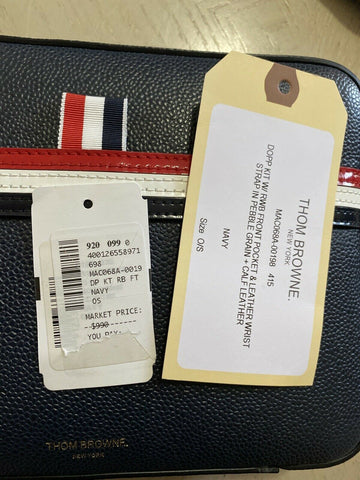 920 099 0
400126558971
698
MAC068A-0019
DP KT RB FT
NAVY
OS
MARKET PRICE:
$990
YOU PAY:
THOM BROWNE.
NEW YORK
MAC068A-00198 415
DOPP KIT W/ RWB FRONT POCKET & LEATHER WRIST
STRAP IN PEBBLE GRAIN + CALF LEATHER
NAVY
Size O/S
THOM BROWNE.
NEW YORK